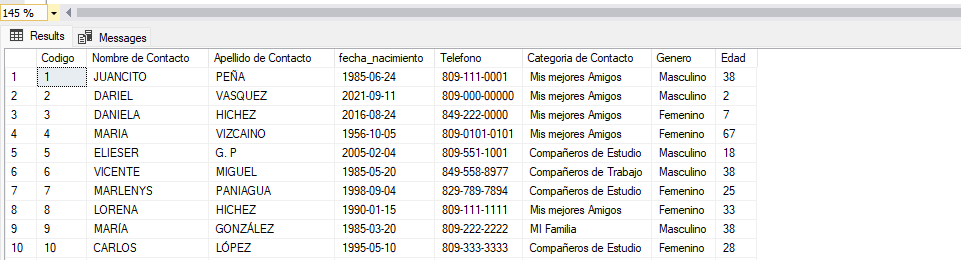 145 %
Results Messages
Codigo Nombre de Contacto Apellido de Contacto fecha_nacimiento Telefono Categoria de Contacto Genero Edad
1 1 JUANCITO PEÑA 1985-06-24 809-111-0001 Mis mejores Amigos Masculino 38
2 2 DARIEL VASQUEZ 2021-09-11 809-000-00000 Mis mejores Amigos Masculino 2
3 3 DANIELA HICHEZ 2016-08-24 849-222-0000 Mis mejores Amigos Femenino 7
4 4 MARIA VIZCAINO 1956-10-05 809-0101-0101 Mis mejores Amigos Femenino 67
5 5 ELIESER G. P 2005-02-04 809-551-1001 Compañeros de Estudio Masculino 18
6 6 VICENTE MIGUEL 1985-05-20 849-558-8977 Compañeros de Trabajo Masculino 38
7 7 MARLENYS PANIAGUA 1998-09-04 829-789-7894 Compañeros de Estudio Femenino 25
8 8 LORENA HICHEZ 1990-01-15 809-111-1111 Mis mejores Amigos Femenino 33
9 9 MARÍA GONZÁLEZ 1985-03-20 809-222-2222 MI Familia Masculino 38
10 10 CARLOS LÓPEZ 1995-05-10 809-333-3333 Compañeros de Estudio Femenino 28